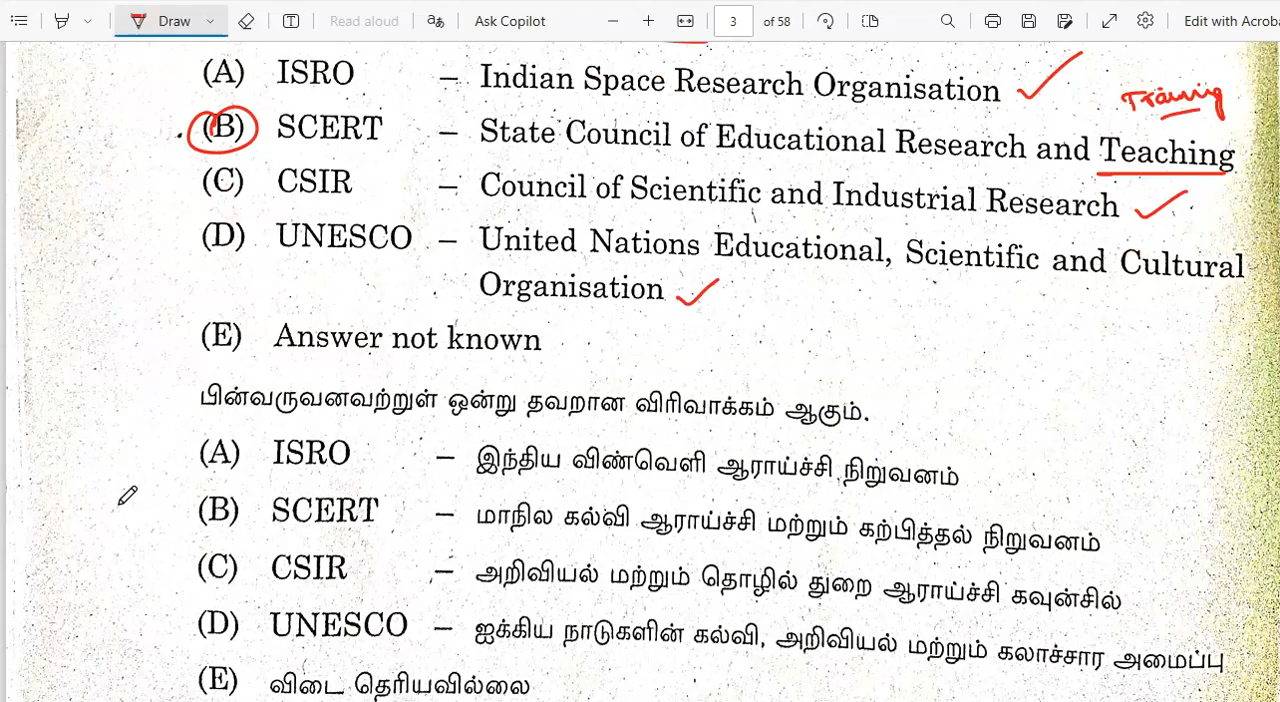 Draw
Read aloud
Ask Copilot
3 of 58
Edit with Acrob
(A) ISRO – Indian Space Research Organisation
Training
(B) SCERT – State Council of Educational Research and Teaching
(C) CSIR – Council of Scientific and Industrial Research
(D) UNESCO – United Nations Educational, Scientific and Cultural
Organisation
(E) Answer not known
பின்வருவனவற்றுள் ஒன்று தவறான விரிவாக்கம் ஆகும்.
(A) ISRO – இந்திய விண்வெளி ஆராய்ச்சி நிறுவனம்
(B) SCERT – மாநில கல்வி ஆராய்ச்சி மற்றும் கற்பித்தல் நிறுவனம்
(C) CSIR – அறிவியல் மற்றும் தொழில் துறை ஆராய்ச்சி கவுன்சில்
(D) UNESCO – ஐக்கிய நாடுகளின் கல்வி, அறிவியல் மற்றும் கலாச்சார அமைப்பு
(E) விடை தெரியவில்லை